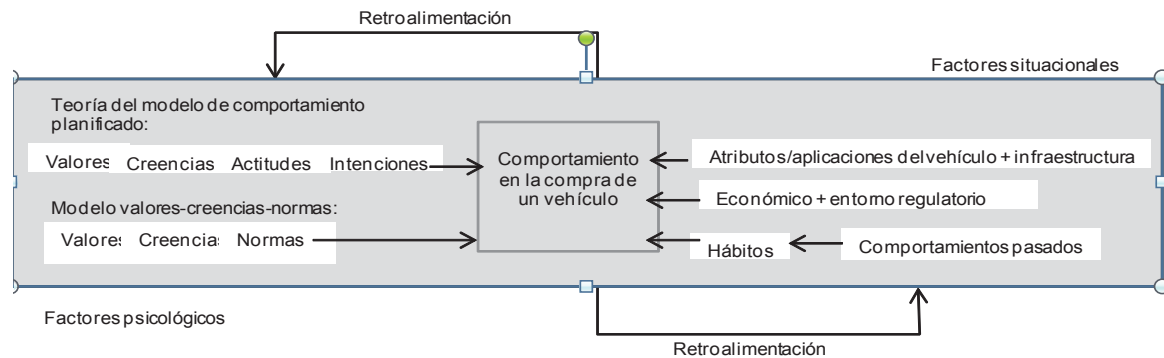 Retroalimentación
Factores situacionales
Teoría del modelo de comportamiento
planificado:
Valores Creencias Actitudes Intenciones
Modelo valores-creencias-normas:
Valores Creencias Normas
Comportamiento
en la compra de
un vehículo
Atributos/aplicaciones del vehículo + infraestructura
Económico + entorno regulatorio
Hábitos
Comportamientos pasados
Factores psicológicos
Retroalimentación